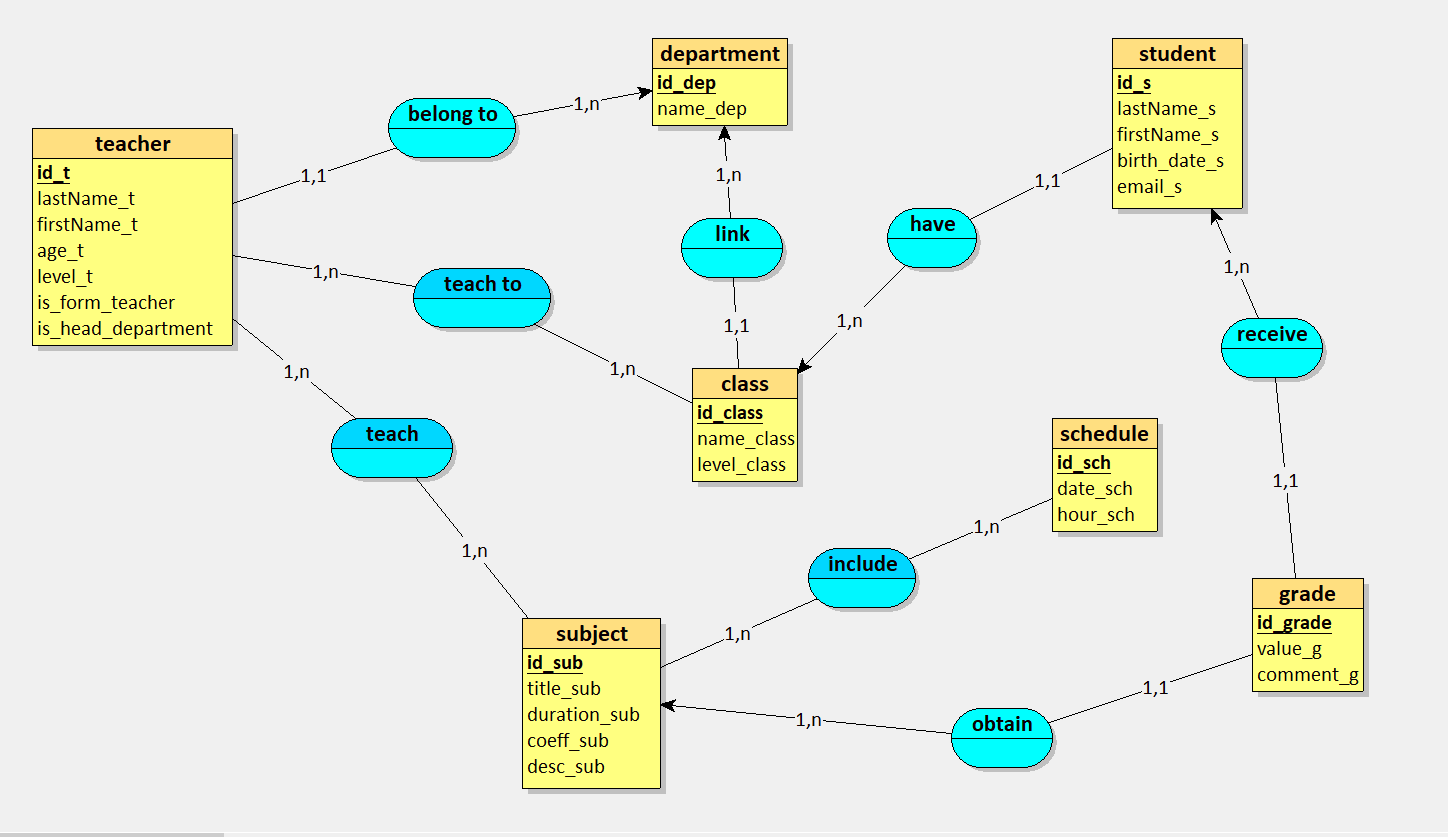 department
id_dep
name_dep
student
id_s
lastName_s
firstName_s
birth_date_s
email_s
belong to
1,n
1,1
teacher
id_t
lastName_t
firstName_t
age_t
level_t
is_form_teacher
is_head_department
1,n
link
1,1
1,1
have
1,n
1,n
teach to
1,n
1,n
receive
1,1
1,n
class
id_class
name_class
level_class
1,n
teach
1,n
schedule
id_sch
date_sch
hour_sch
1,n
include
1,n
subject
id_sub
title_sub
duration_sub
coeff_sub
desc_sub
grade
id_grade
value_g
comment_g
1,1
obtain
1,n